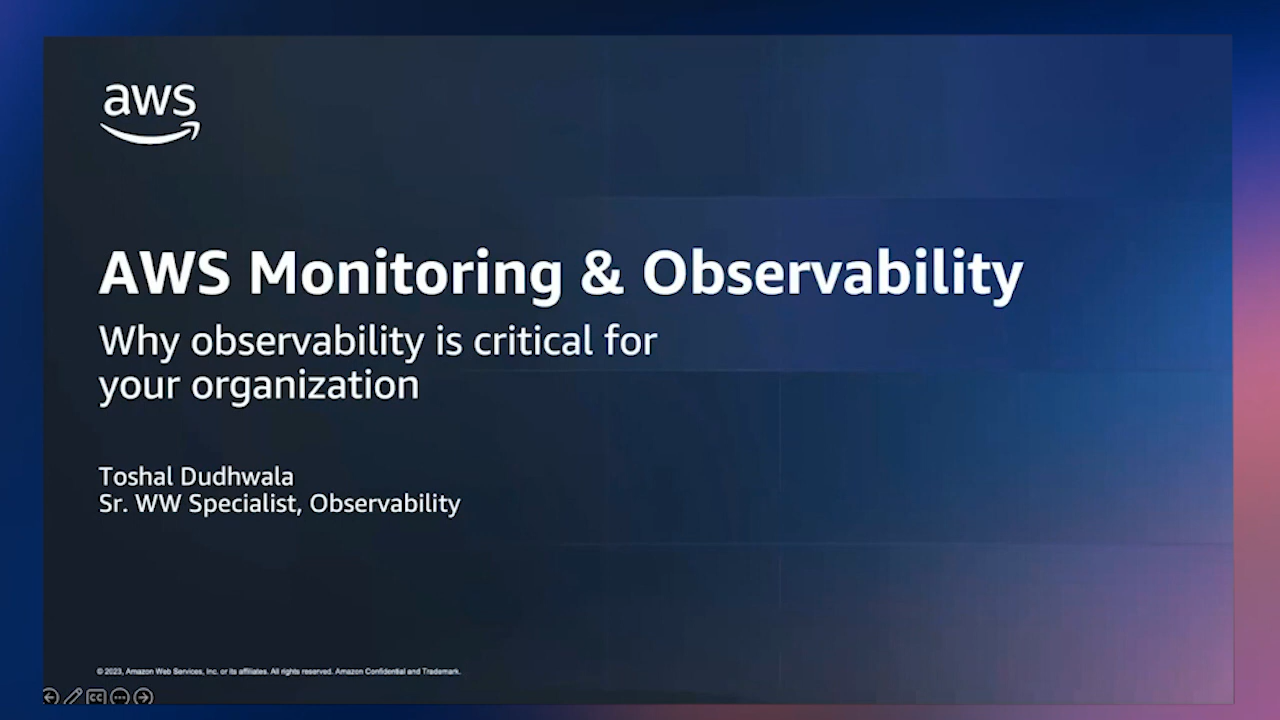 aws
AWS Monitoring & Observability
Why observability is critical for
your organization
Toshal Dudhwala
Sr. WW Specialist, Observability
© 2023, Amazon Web Services, Inc. or its affiliates. All rights reserved. Amazon Confidential and Trademark.
CC